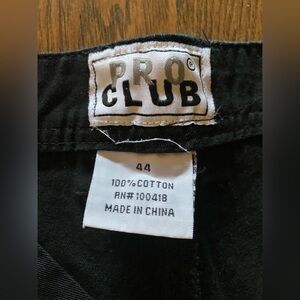 PRO®
CLUB
44
100% COTTON
RN# 100418
MADE IN CHINA